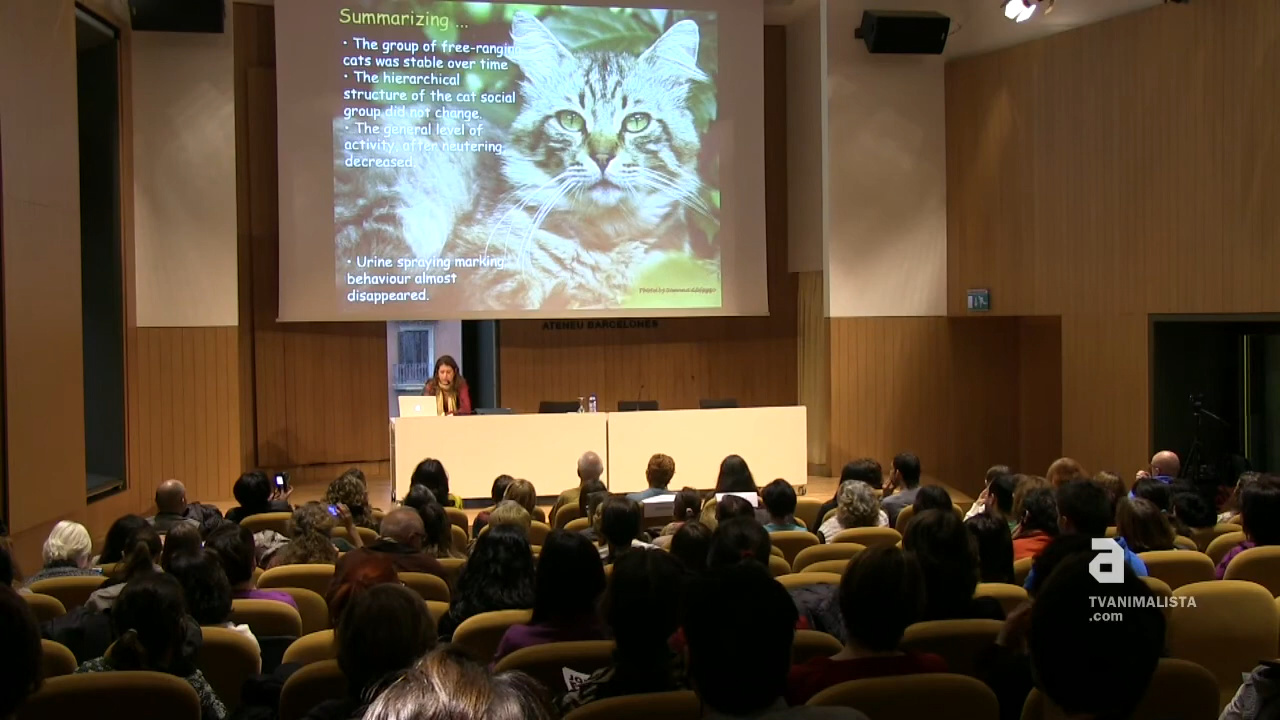 Summarizing ...
• The group of free-ranging
cats was stable over time
• The hierarchical
structure of the cat social
group did not change.
• The general level of
activity, after neutering
decreased.
• Urine spraying marking
behaviour almost
disappeared.
ATENEU BARCELONÈS
a
TVANIMALISTA
.com